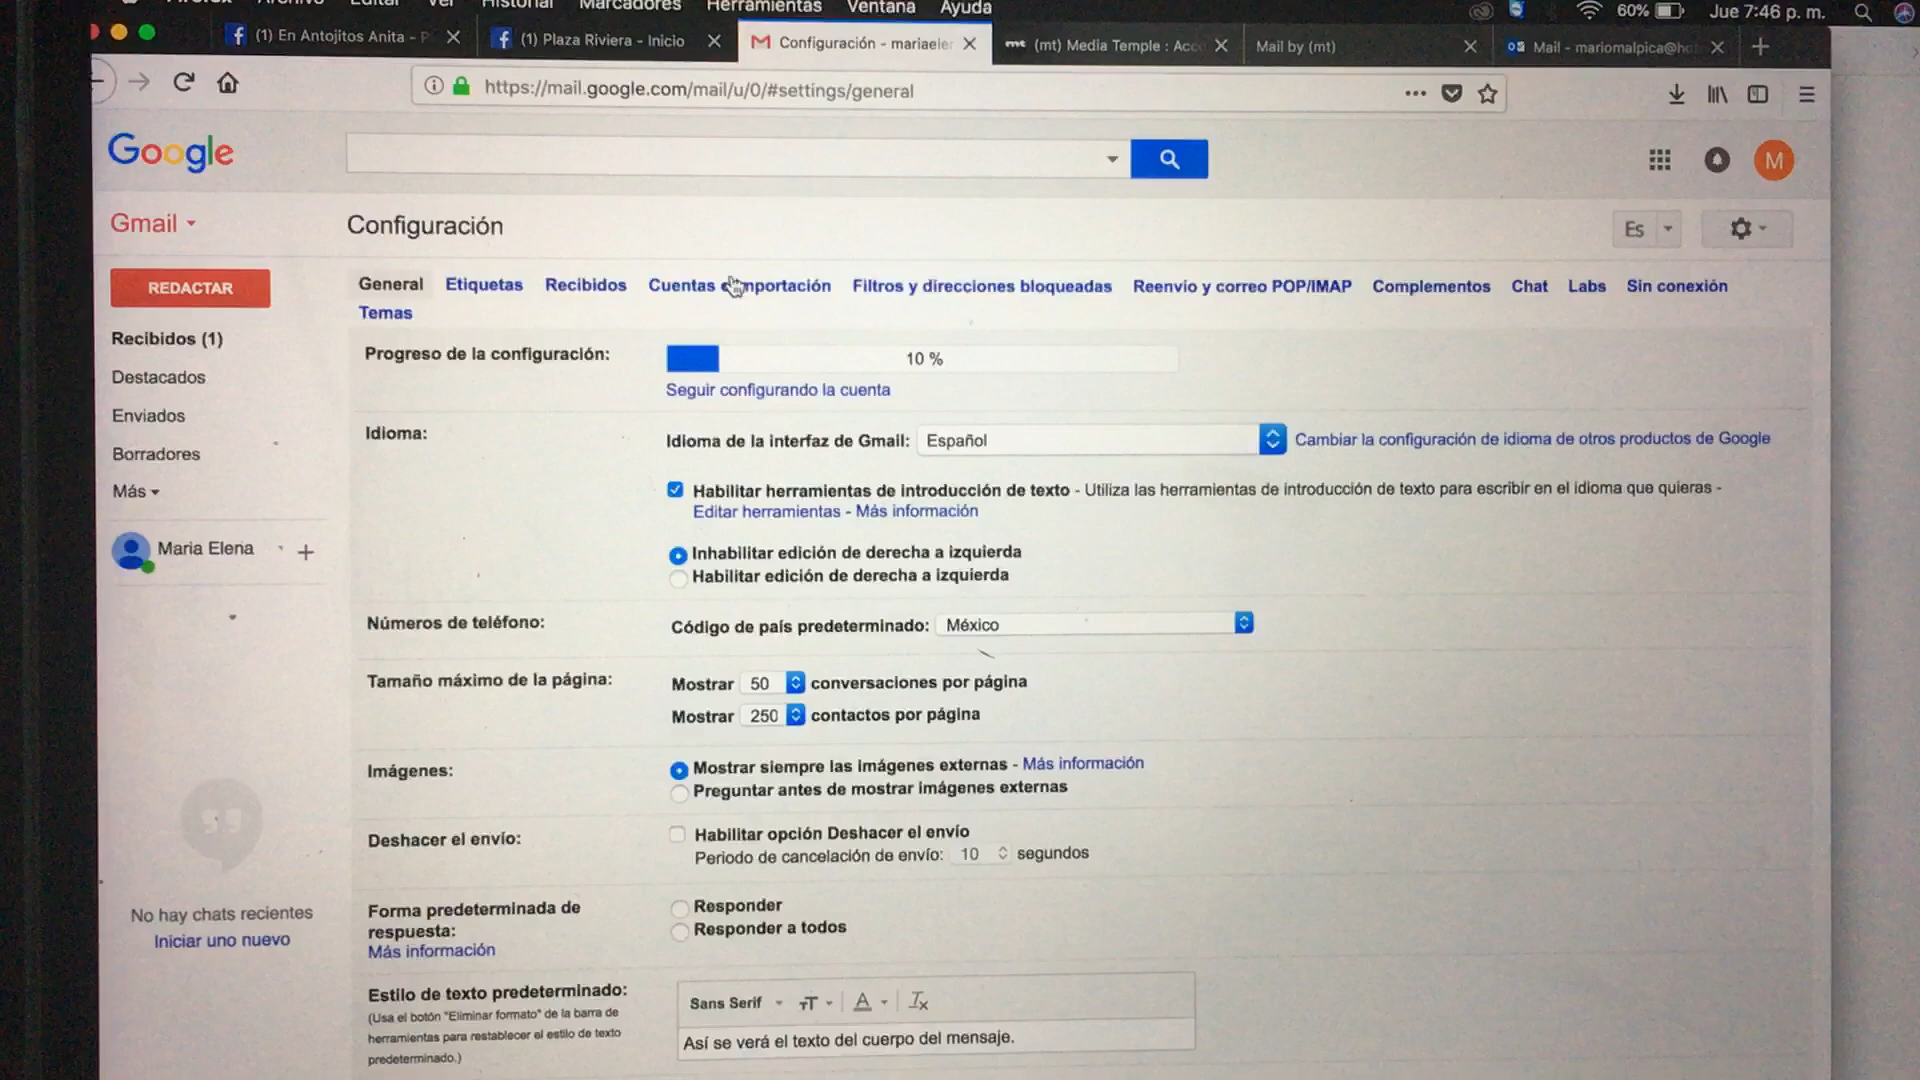 Archivo Editar Ver Historial Marcadores Herramientas Ventana Ayuda 60% Jue 7:46 p. m.
(1) En Antojitos Anita - P
(1) Plaza Riviera - Inicio
Configuración - mariaele
(mt) Media Temple : Acc
Mail by (mt)
Mail - mariomalpica@ho
https://mail.google.com/mail/u/0/#settings/general
Google
M
Gmail
Configuración
Es
REDACTAR
Recibidos (1)
Destacados
Enviados
Borradores
Más
Maria Elena
No hay chats recientes
Iniciar uno nuevo
General Etiquetas Recibidos Cuentas e importación Filtros y direcciones bloqueadas Reenvío y correo POP/IMAP Complementos Chat Labs Sin conexión
Temas
Progreso de la configuración: 10 %
Seguir configurando la cuenta
Idioma: Idioma de la interfaz de Gmail: Español Cambiar la configuración de idioma de otros productos de Google
Habilitar herramientas de introducción de texto - Utiliza las herramientas de introducción de texto para escribir en el idioma que quieras -
Editar herramientas - Más información
Inhabilitar edición de derecha a izquierda
Habilitar edición de derecha a izquierda
Números de teléfono: Código de país predeterminado: México
Tamaño máximo de la página: Mostrar 50 conversaciones por página
Mostrar 250 contactos por página
Imágenes: Mostrar siempre las imágenes externas - Más información
Preguntar antes de mostrar imágenes externas
Deshacer el envío: Habilitar opción Deshacer el envío
Periodo de cancelación de envío: 10 segundos
Forma predeterminada de
respuesta:
Más información
Responder
Responder a todos
Estilo de texto predeterminado:
(Usa el botón "Eliminar formato" de la barra de
herramientas para restablecer el estilo de texto
predeterminado.)
Sans Serif
Así se verá el texto del cuerpo del mensaje.